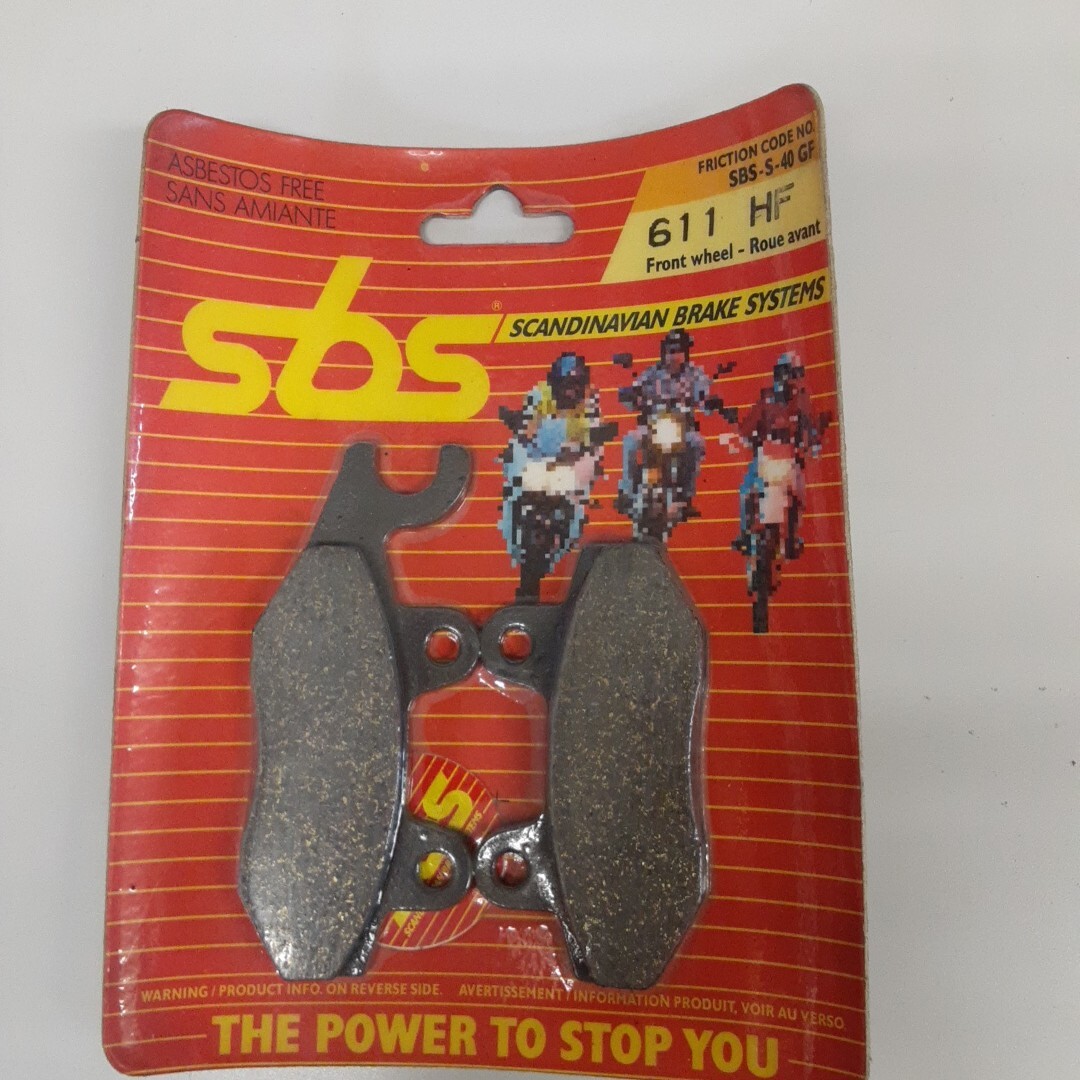 ASBESTOS FREE
SANS AMIANTE
FRICTION CODE NO.
SBS-S-40 GF
611 HF
Front wheel - Roue avant
sbs®
SCANDINAVIAN BRAKE SYSTEMS
WARNING / PRODUCT INFO. ON REVERSE SIDE. AVERTISSEMENT / INFORMATION PRODUIT, VOIR AU VERSO
THE POWER TO STOP YOU